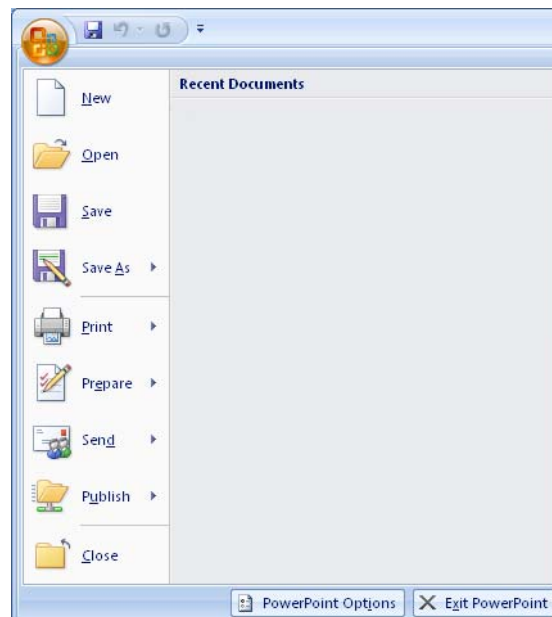 Recent Documents
New
Open
Save
Save As
Print
Prepare
Send
Publish
Close
PowerPoint Options
Exit PowerPoint